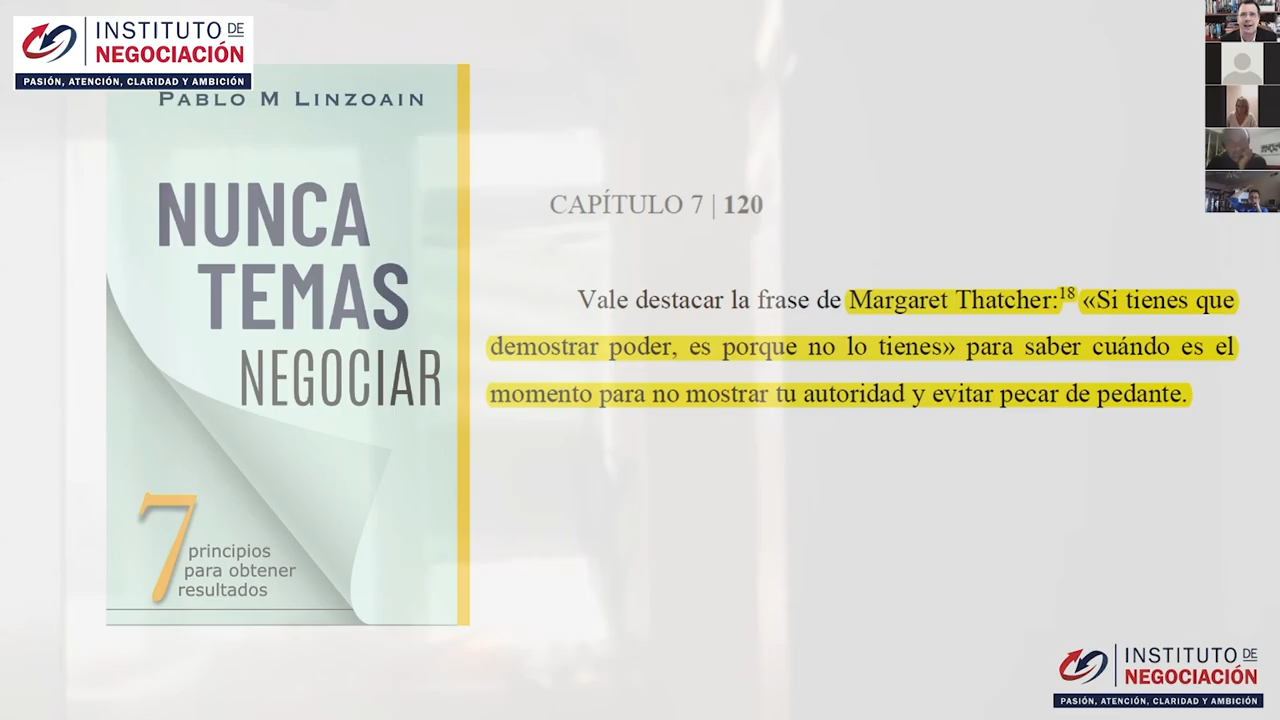 INSTITUTO DE
NEGOCIACIÓN
PASIÓN, ATENCIÓN, CLARIDAD Y AMBICIÓN
PABLO M LINZOAIN
NUNCA
TEMAS
NEGOCIAR
7
principios
para obtener
resultados
CAPÍTULO 7 | 120
Vale destacar la frase de Margaret Thatcher:18 «Si tienes que
demostrar poder, es porque no lo tienes» para saber cuándo es el
momento para no mostrar tu autoridad y evitar pecar de pedante.
INSTITUTO DE
NEGOCIACIÓN
PASIÓN, ATENCIÓN, CLARIDAD Y AMBICIÓN